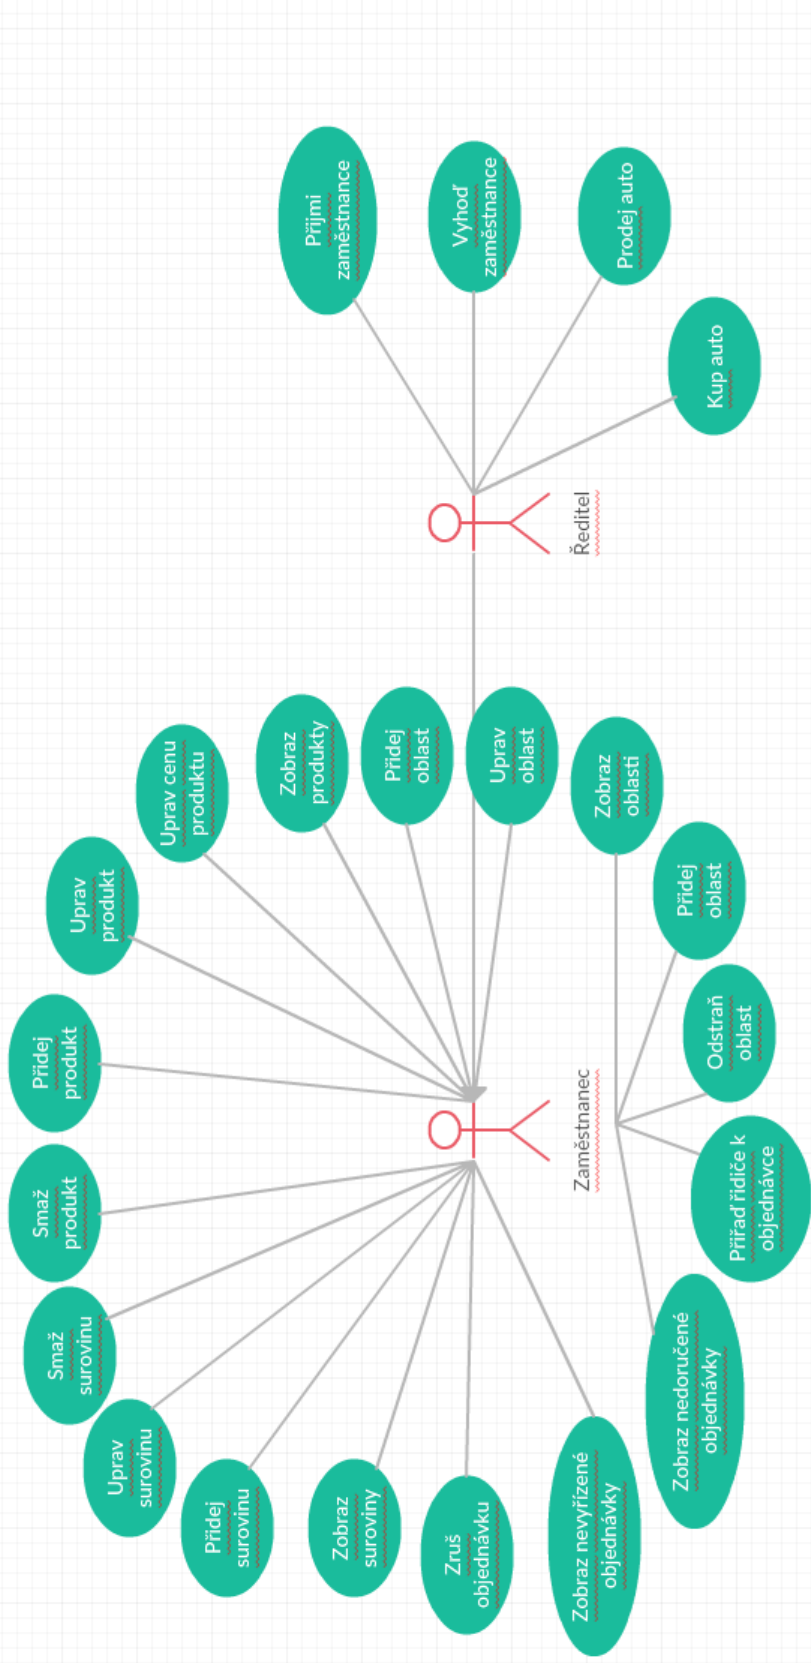 Přijmi
zaměstnance
Vyhoď
zaměstnance
Prodej auto
Kup auto
Ředitel
Uprav cenu
produktu
Zobraz
produkty
Přidej
oblast
Uprav
oblast
Zobraz
oblasti
Uprav
produkt
Přidej
oblast
Přidej
produkt
Odstraň
oblast
Zaměstnanec
Smaž
produkt
Přiřaď řidiče k
objednávce
Smaž
surovinu
Zobraz nedoručené
objednávky
Uprav
surovinu
Přidej
surovinu
Zobraz
suroviny
Zruš
objednávku
Zobraz nevyřízené
objednávky